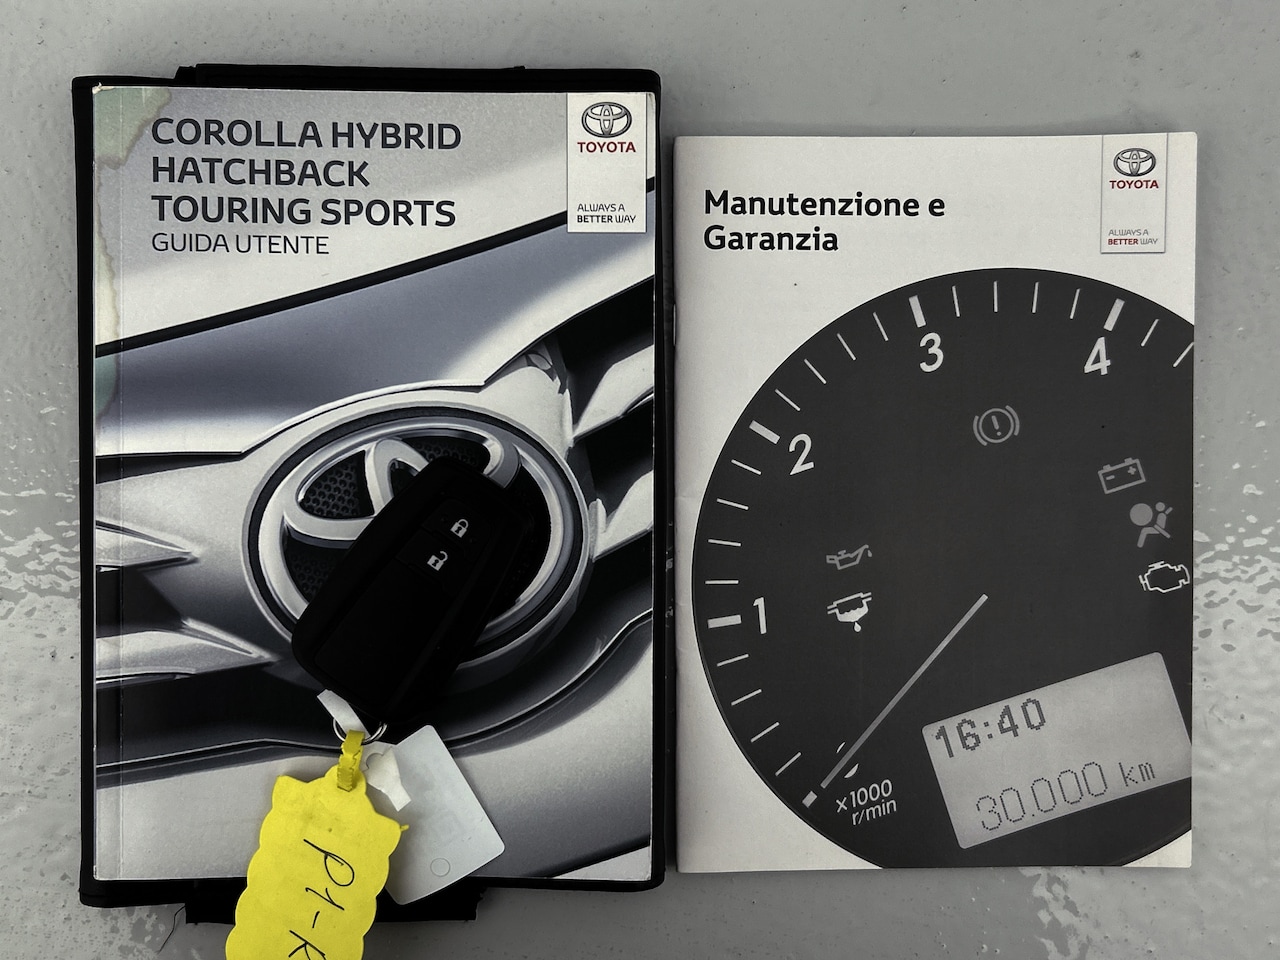 COROLLA HYBRID
HATCHBACK
TOURING SPORTS
GUIDA UTENTE
TOYOTA
ALWAYS A
BETTER WAY
P1-K
Manutenzione e
Garanzia
TOYOTA
ALWAYS A
BETTER WAY
3
4
2
1
16:40
30.000 km
x1000
r/min